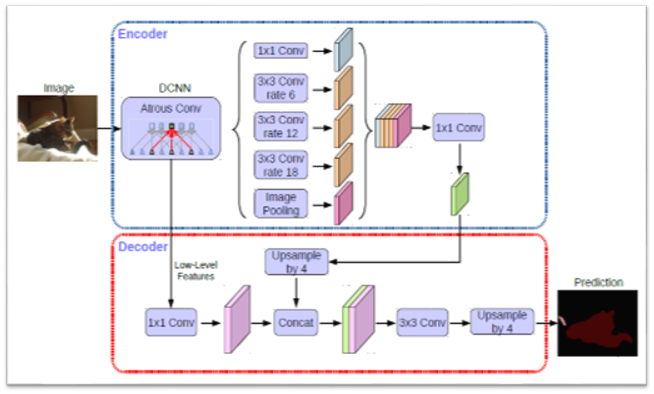 Encoder
Image
DCNN
Atrous Conv
1x1 Conv
3x3 Conv
rate 6
3x3 Conv
rate 12
3x3 Conv
rate 18
Image
Pooling
1x1 Conv
Decoder
Low-Level
Features
Upsample
by 4
1x1 Conv
Concat
3x3 Conv
Upsample
by 4
Prediction